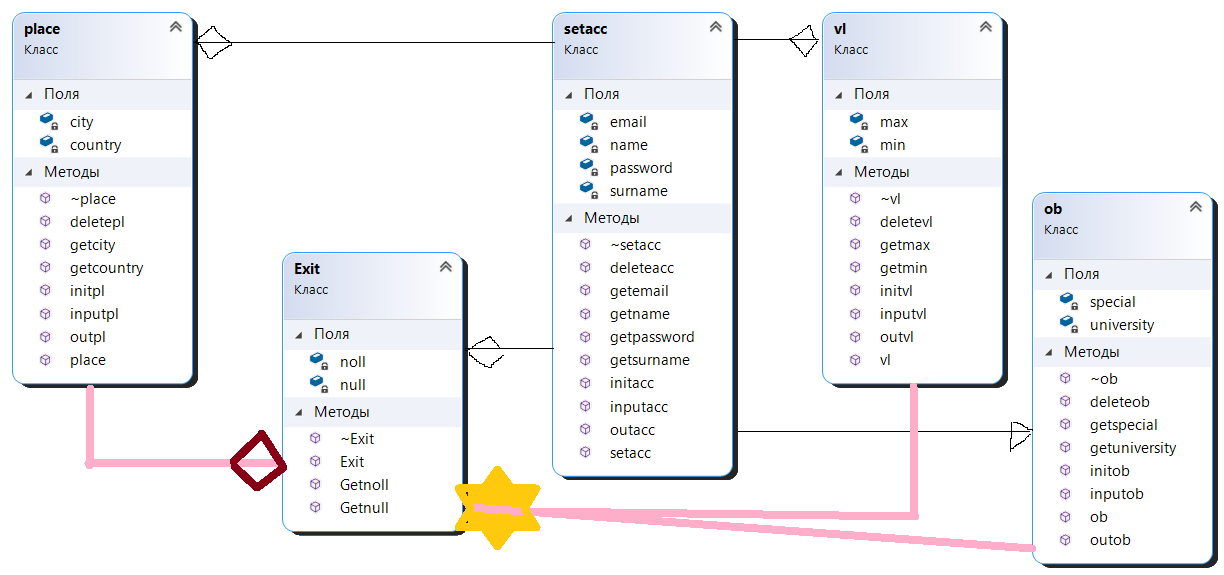 place
Класс
Поля
city
country
Методы
~place
deletepl
getcity
getcountry
initpl
inputpl
outpl
place
Exit
Класс
Поля
noll
null
Методы
~Exit
Exit
Getnoll
Getnull
setacc
Класс
Поля
email
name
password
surname
Методы
~setacc
deleteacc
getemail
getname
getpassword
getsurname
initacc
inputacc
outacc
setacc
vl
Класс
Поля
max
min
Методы
~vl
deletevl
getmax
getmin
initvl
inputvl
outvl
vl
ob
Класс
Поля
special
university
Методы
~ob
deleteob
getspecial
getuniversity
initob
inputob
ob
outob